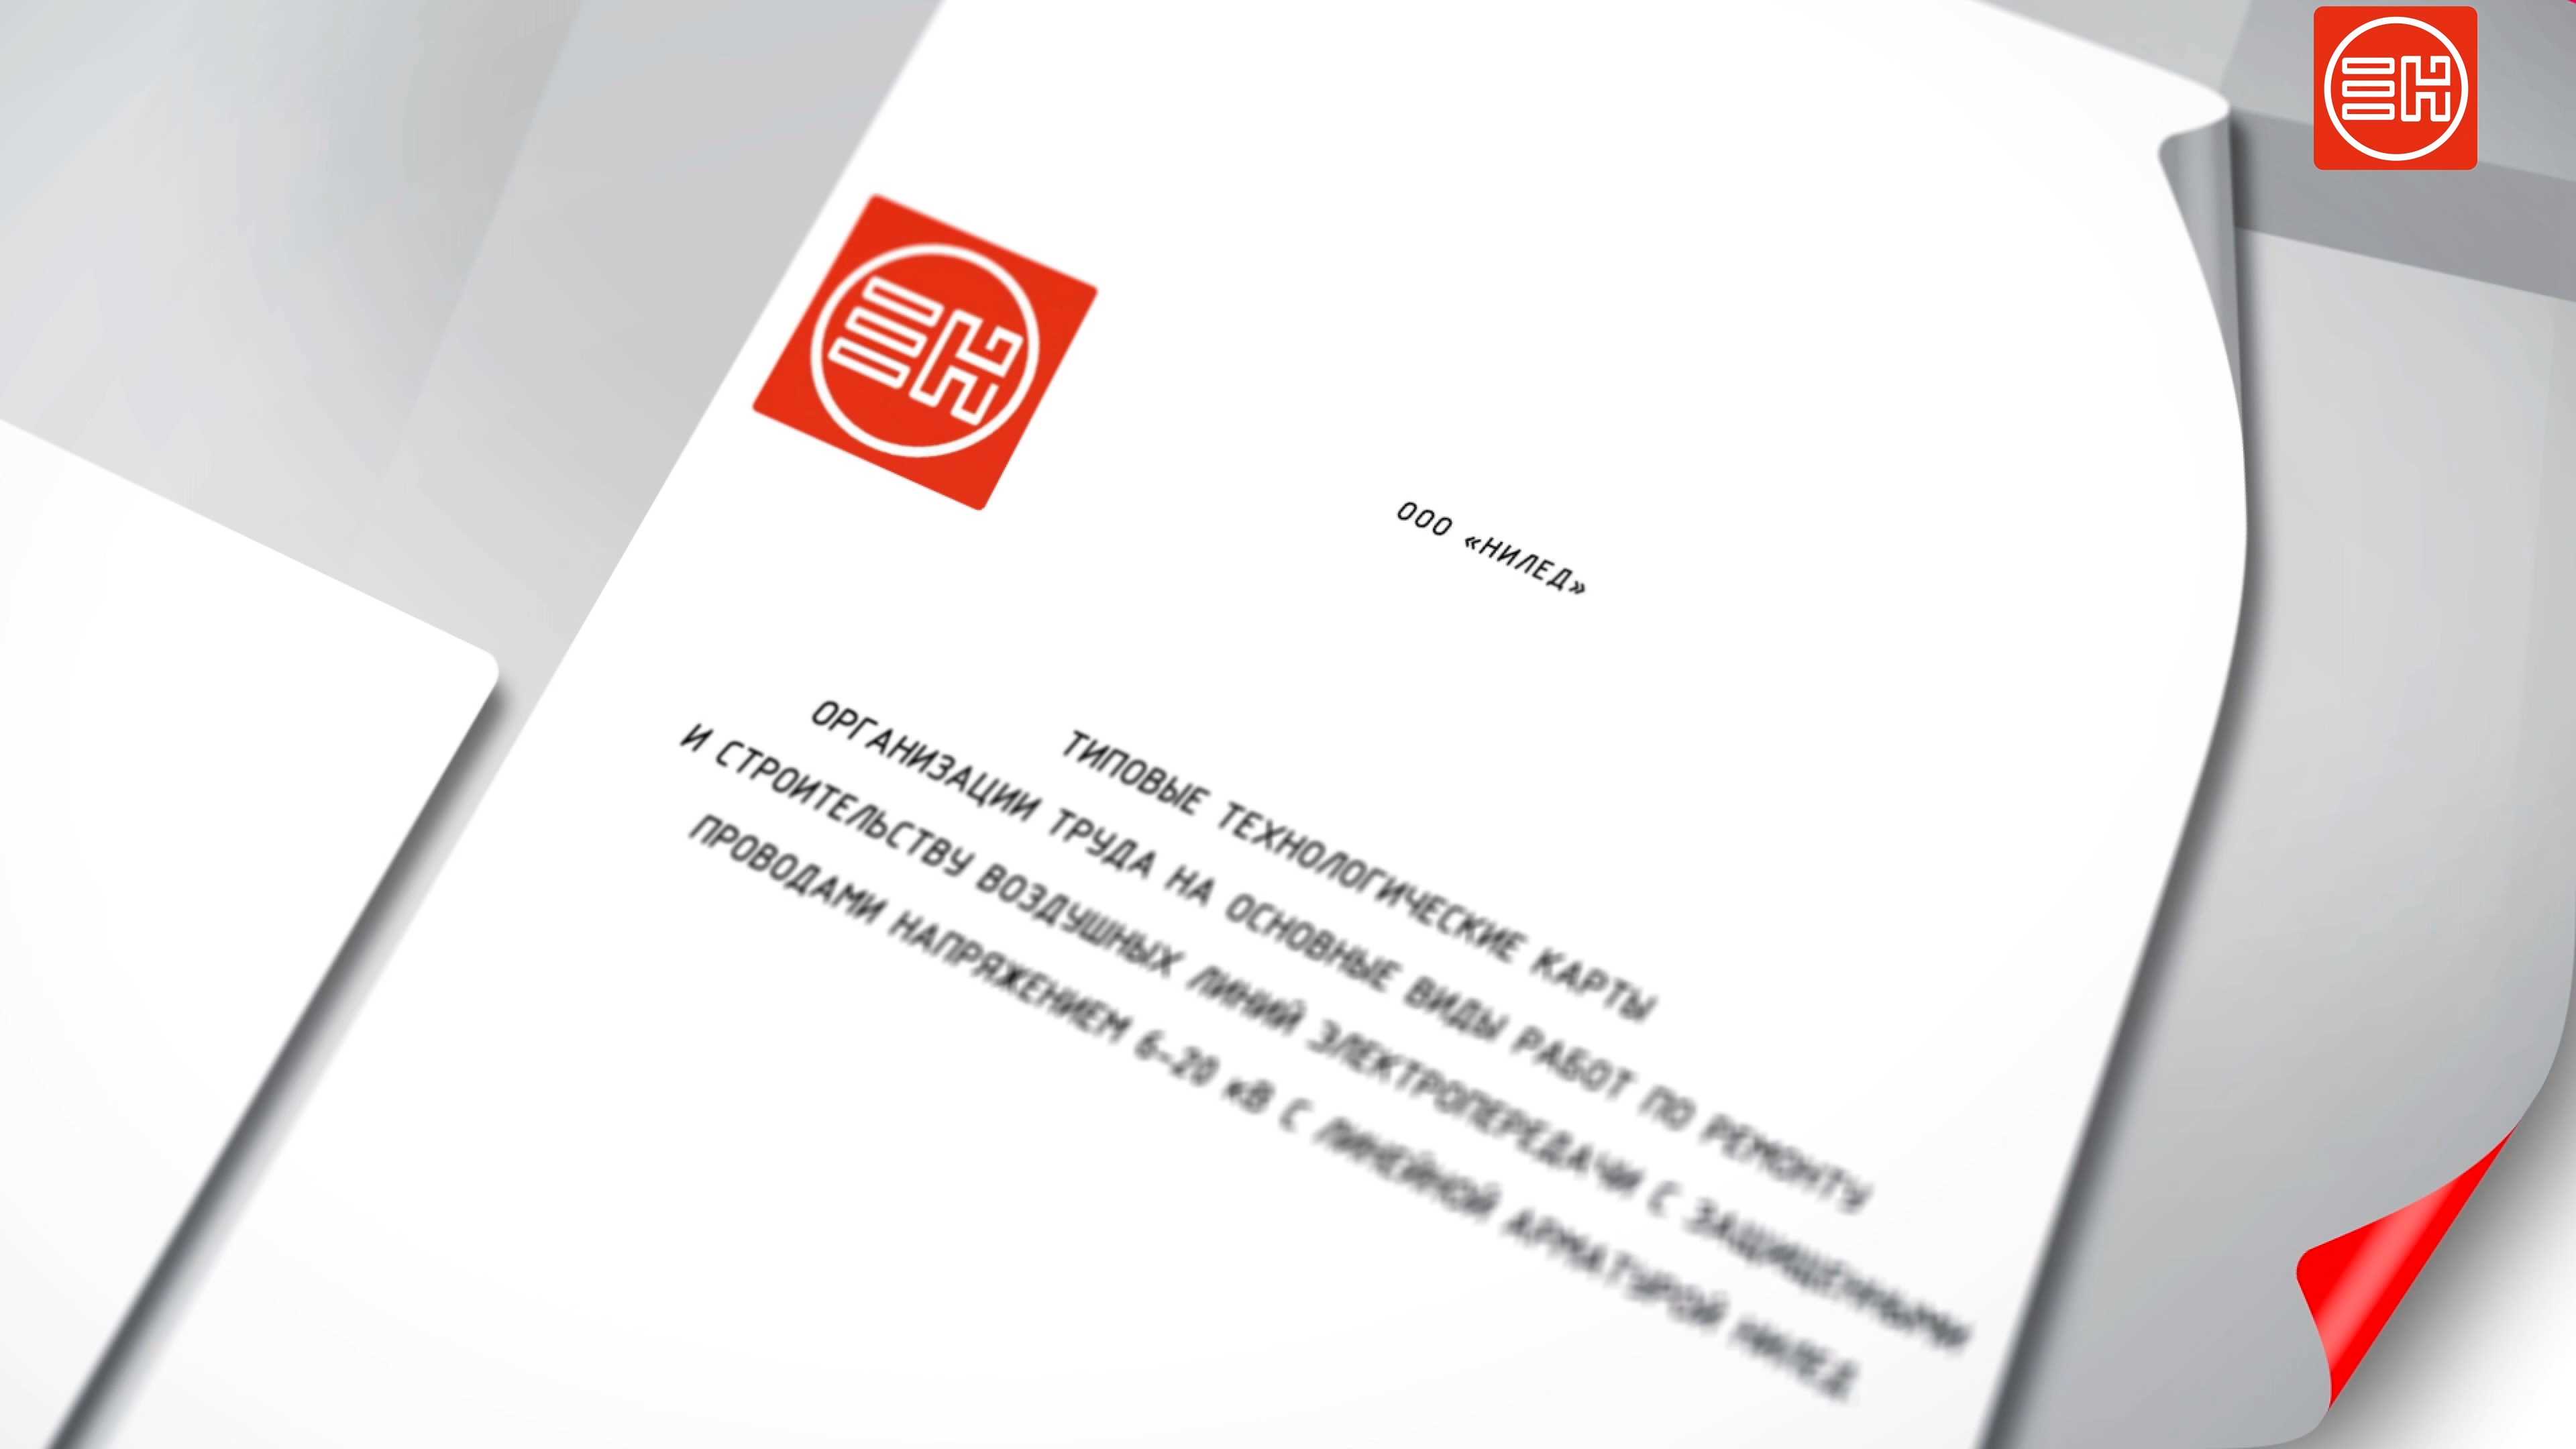 ООО «НИЛЕД»
ТИПОВЫЕ ТЕХНОЛОГИЧЕСКИЕ КАРТЫ
ОРГАНИЗАЦИИ ТРУДА НА ОСНОВНЫЕ ВИДЫ РАБОТ ПО РЕМОНТУ
И СТРОИТЕЛЬСТВУ ВОЗДУШНЫХ ЛИНИЙ ЭЛЕКТРОПЕРЕДАЧИ С ЗАЩИЩЕННЫМИ
ПРОВОДАМИ НАПРЯЖЕНИЕМ 6-20 кВ С ЛИНЕЙНОЙ АРМАТУРОЙ НИЛЕД